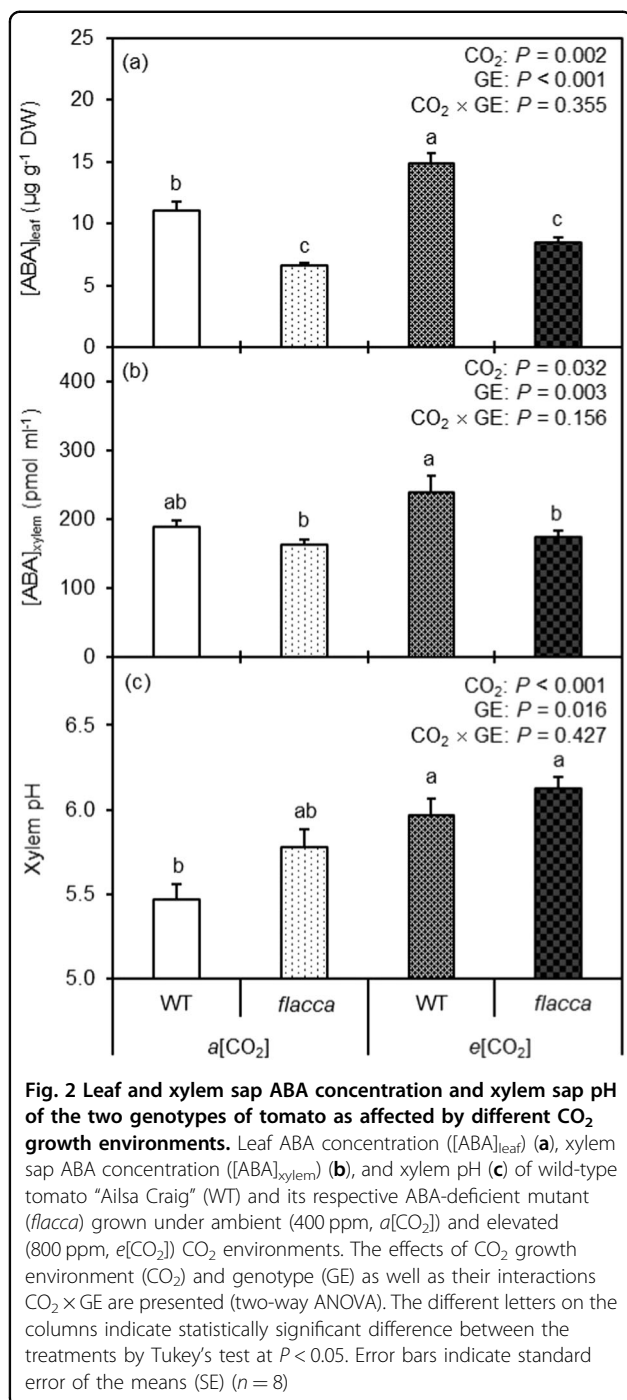 25
(a)
CO₂: P = 0.002
GE: P < 0.001
CO₂ × GE: P = 0.355
20
15
10
5
0
[ABA]leaf (µg g⁻¹ DW)
b
c
a
c
(b)
CO₂: P = 0.032
GE: P = 0.003
CO₂ × GE: P = 0.156
400
300
200
100
0
[ABA]xylem (pmol ml⁻¹)
ab
b
a
b
(c)
CO₂: P < 0.001
GE: P = 0.016
CO₂ × GE: P = 0.427
6.5
6.0
5.5
5.0
Xylem pH
b
ab
a
a
WT flacca WT flacca
a[CO₂] e[CO₂]
Fig. 2 Leaf and xylem sap ABA concentration and xylem sap pH
of the two genotypes of tomato as affected by different CO₂
growth environments. Leaf ABA concentration ([ABA]leaf) (a), xylem
sap ABA concentration ([ABA]xylem) (b), and xylem pH (c) of wild-type
tomato “Ailsa Craig” (WT) and its respective ABA-deficient mutant
(flacca) grown under ambient (400 ppm, a[CO₂]) and elevated
(800 ppm, e[CO₂]) CO₂ environments. The effects of CO₂ growth
environment (CO₂) and genotype (GE) as well as their interactions
CO₂ × GE are presented (two-way ANOVA). The different letters on the
columns indicate statistically significant difference between the
treatments by Tukey’s test at P < 0.05. Error bars indicate standard
error of the means (SE) (n = 8)